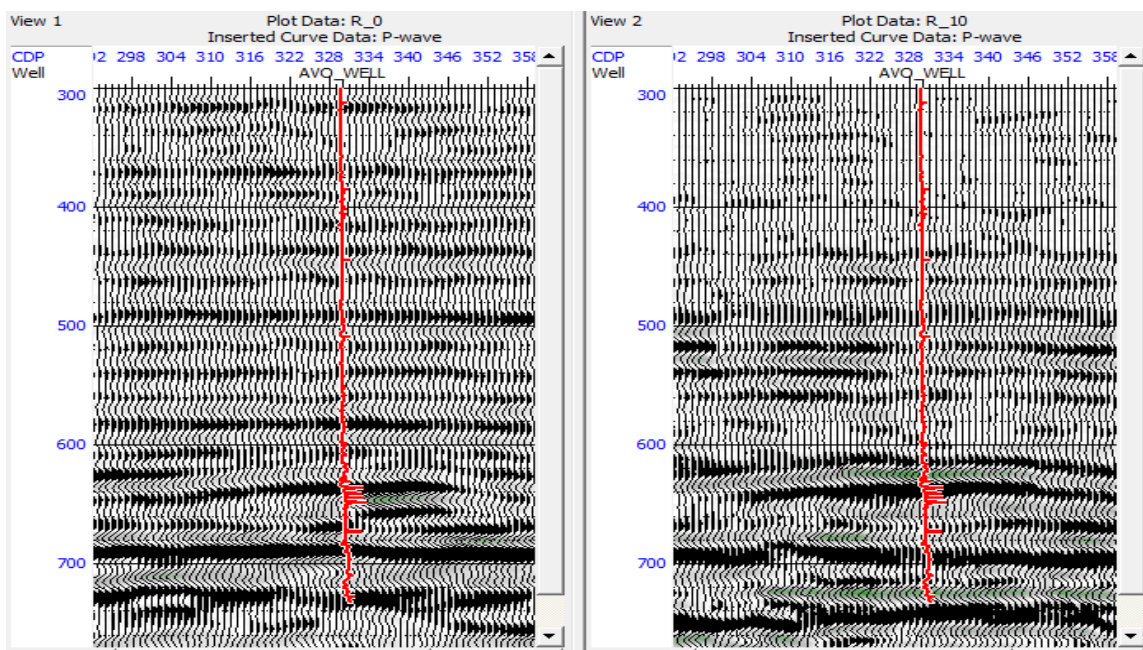 View 1 Plot Data: R_0
Inserted Curve Data: P-wave
CDP 298 304 310 316 322 328 334 340 346 352
Well AVO_WELL
300
400
500
600
700
View 2 Plot Data: R_10
Inserted Curve Data: P-wave
CDP 298 304 310 316 322 328 334 340 346 352
Well AVO_WELL
300
400
500
600
700